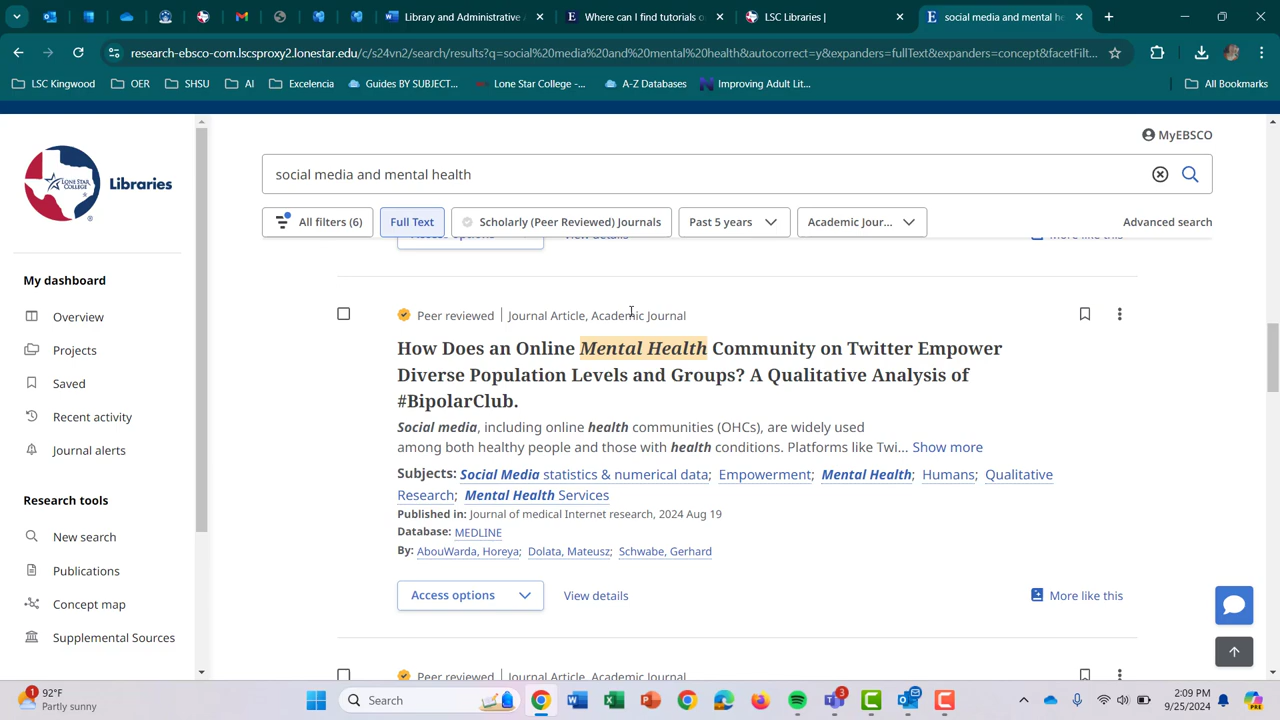 Library and Administrative
Where can I find tutorials o
LSC Libraries |
social media and mental he
research-ebsco-com.lscsproxy2.lonestar.edu/c/s24vn2/search/results?q=social%20media%20and%20mental%20health&autocorrect=y&expanders=fullText&expanders=concept&facetFilt...
LSC Kingwood
OER
SHSU
AI
Excelencia
Guides BY SUBJECT...
Lone Star College -...
A-Z Databases
Improving Adult Lit...
All Bookmarks
MyEBSCO
Libraries
social media and mental health
All filters (6)
Full Text
Scholarly (Peer Reviewed) Journals
Past 5 years
Academic Jour...
Advanced search
My dashboard
Overview
Projects
Saved
Recent activity
Journal alerts
Research tools
New search
Publications
Concept map
Supplemental Sources
Peer reviewed | Journal Article, Academic Journal
How Does an Online Mental Health Community on Twitter Empower
Diverse Population Levels and Groups? A Qualitative Analysis of
#BipolarClub.
Social media, including online health communities (OHCs), are widely used
among both healthy people and those with health conditions. Platforms like Twi... Show more
Subjects: Social Media statistics & numerical data; Empowerment; Mental Health; Humans; Qualitative
Research; Mental Health Services
Published in: Journal of medical Internet research, 2024 Aug 19
Database: MEDLINE
By: AbouWarda, Horeya; Dolata, Mateusz; Schwabe, Gerhard
Access options
View details
More like this
Peer reviewed | Journal Article, Academic Journal
1
92°F
Partly sunny
Search
3
2:09 PM
9/25/2024